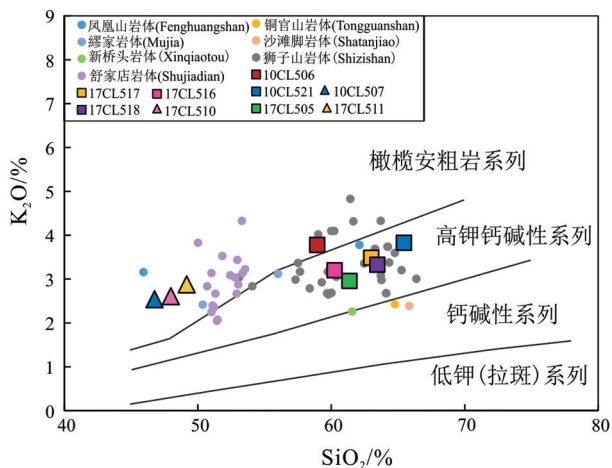 9
8
7
6
5
4
3
2
1
0
K₂O/%
凤凰山岩体(Fenghuangshan) 铜官山岩体(Tongguanshan)
缪家岩体(Mujia) 沙滩脚岩体(Shatanjiao)
新桥头岩体(Xinqiaotou) 狮子山岩体(Shizishan)
舒家店岩体(Shujiadian) 10CL506
17CL517 17CL516 10CL521 10CL507
17CL518 17CL510 17CL505 17CL511
橄榄安粗岩系列
高钾钙碱性系列
钙碱性系列
低钾(拉斑)系列
40 50 60 70 80
SiO₂/%